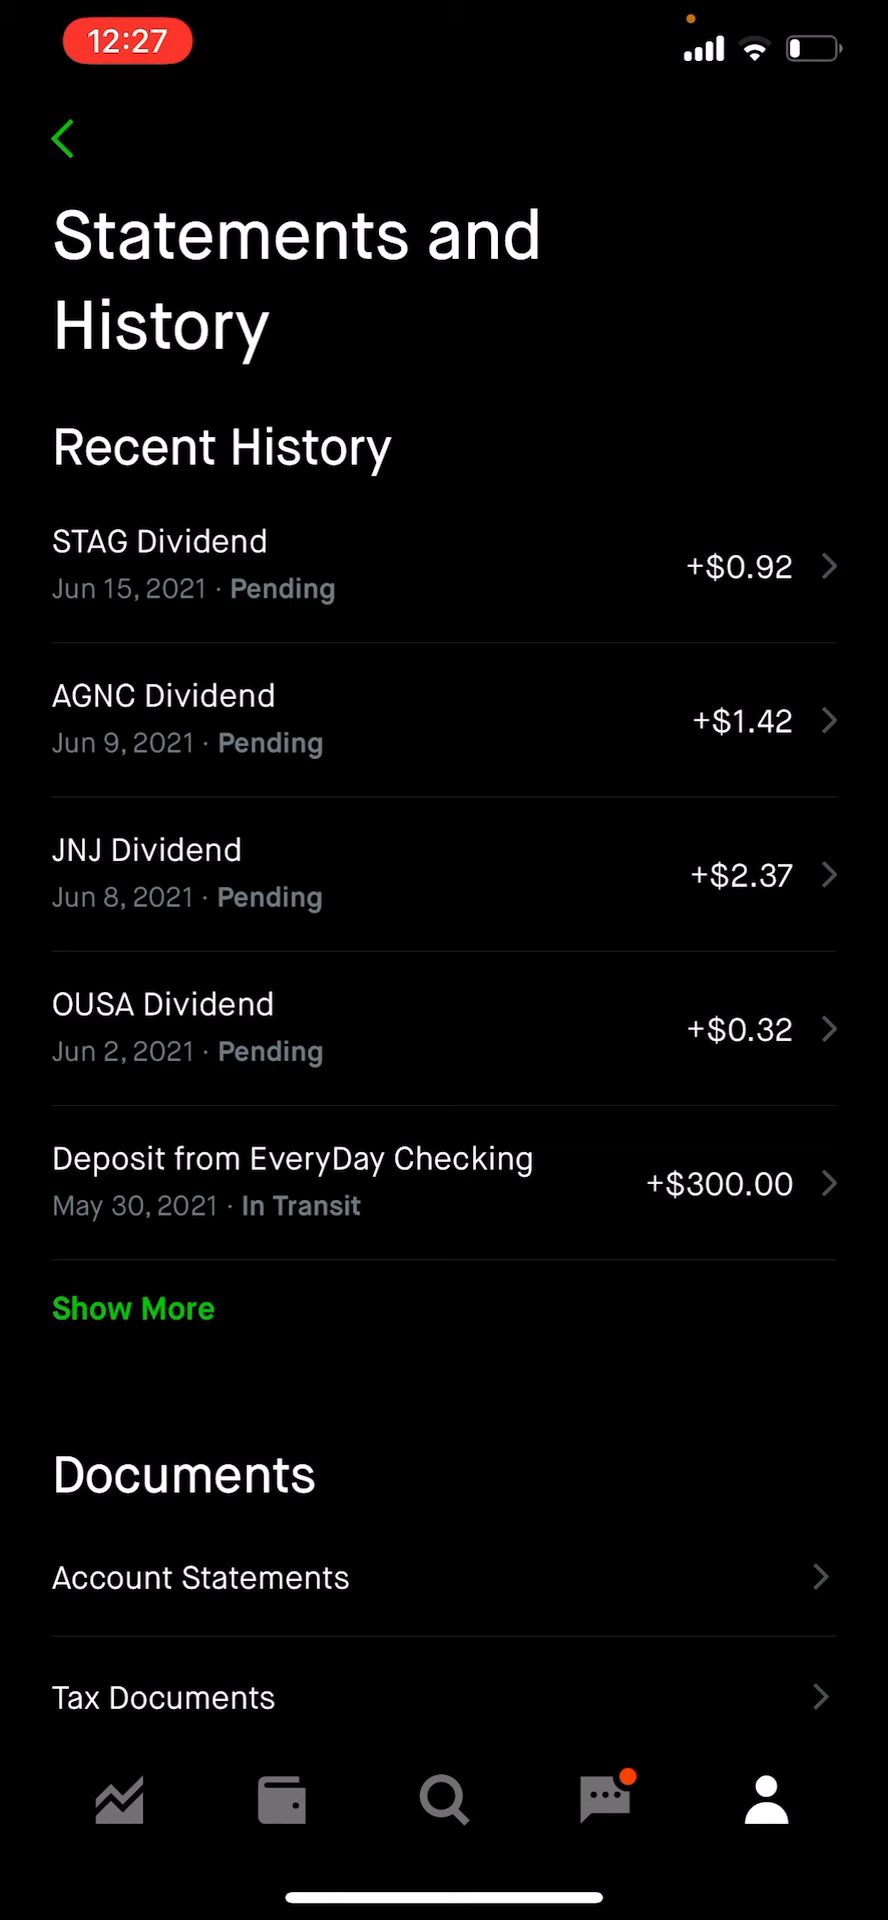 12:27
Statements and
History
Recent History
STAG Dividend
Jun 15, 2021 · Pending
+$0.92
AGNC Dividend
Jun 9, 2021 · Pending
+$1.42
JNJ Dividend
Jun 8, 2021 · Pending
+$2.37
OUSA Dividend
Jun 2, 2021 · Pending
+$0.32
Deposit from EveryDay Checking
May 30, 2021 · In Transit
+$300.00
Show More
Documents
Account Statements
Tax Documents